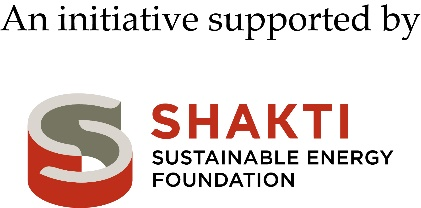 An initiative supported by
SHAKTI
SUSTAINABLE ENERGY
FOUNDATION